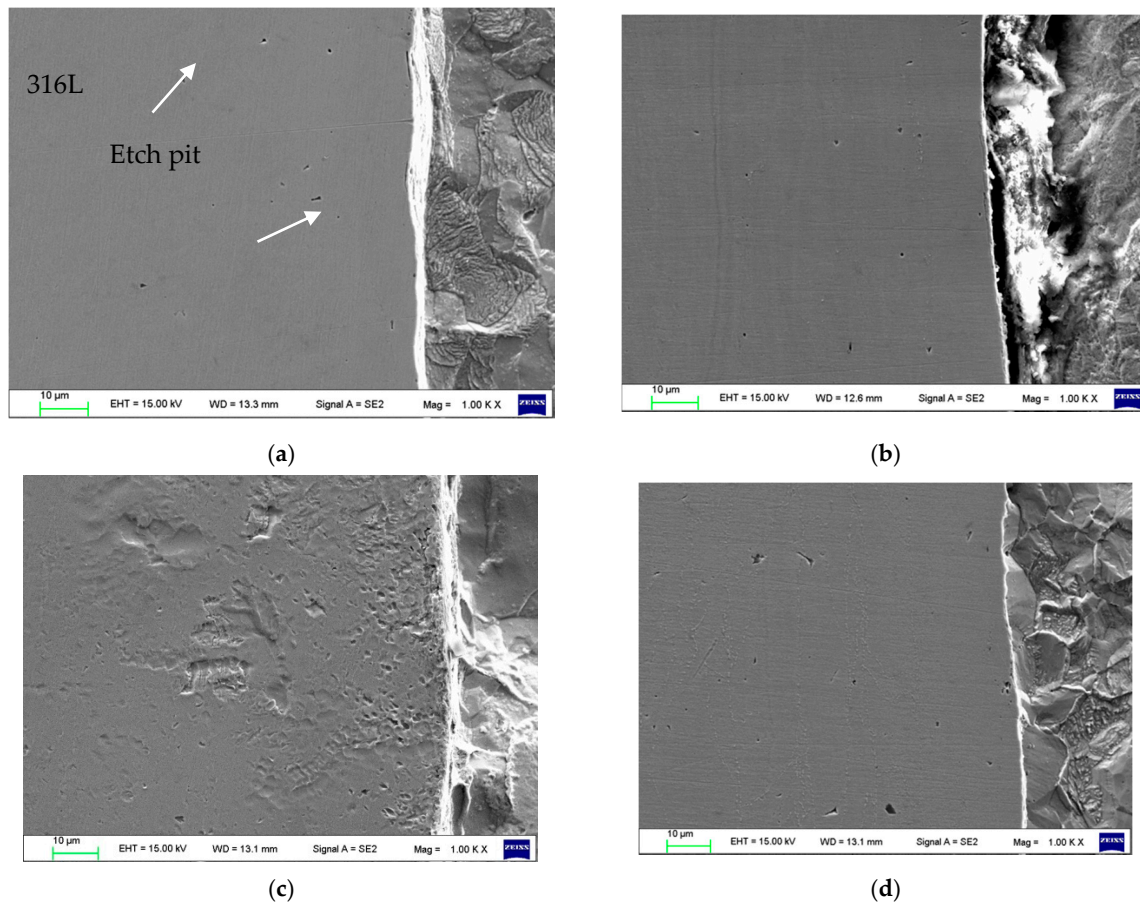 316L
Etch pit
10 µm EHT = 15.00 kV WD = 13.3 mm Signal A = SE2 Mag = 1.00 K X ZEISS
10 µm EHT = 15.00 kV WD = 12.6 mm Signal A = SE2 Mag = 1.00 K X ZEISS
(a) (b)
10 µm EHT = 15.00 kV WD = 13.1 mm Signal A = SE2 Mag = 1.00 K X ZEISS
10 µm EHT = 15.00 kV WD = 13.1 mm Signal A = SE2 Mag = 1.00 K X ZEISS
(c) (d)